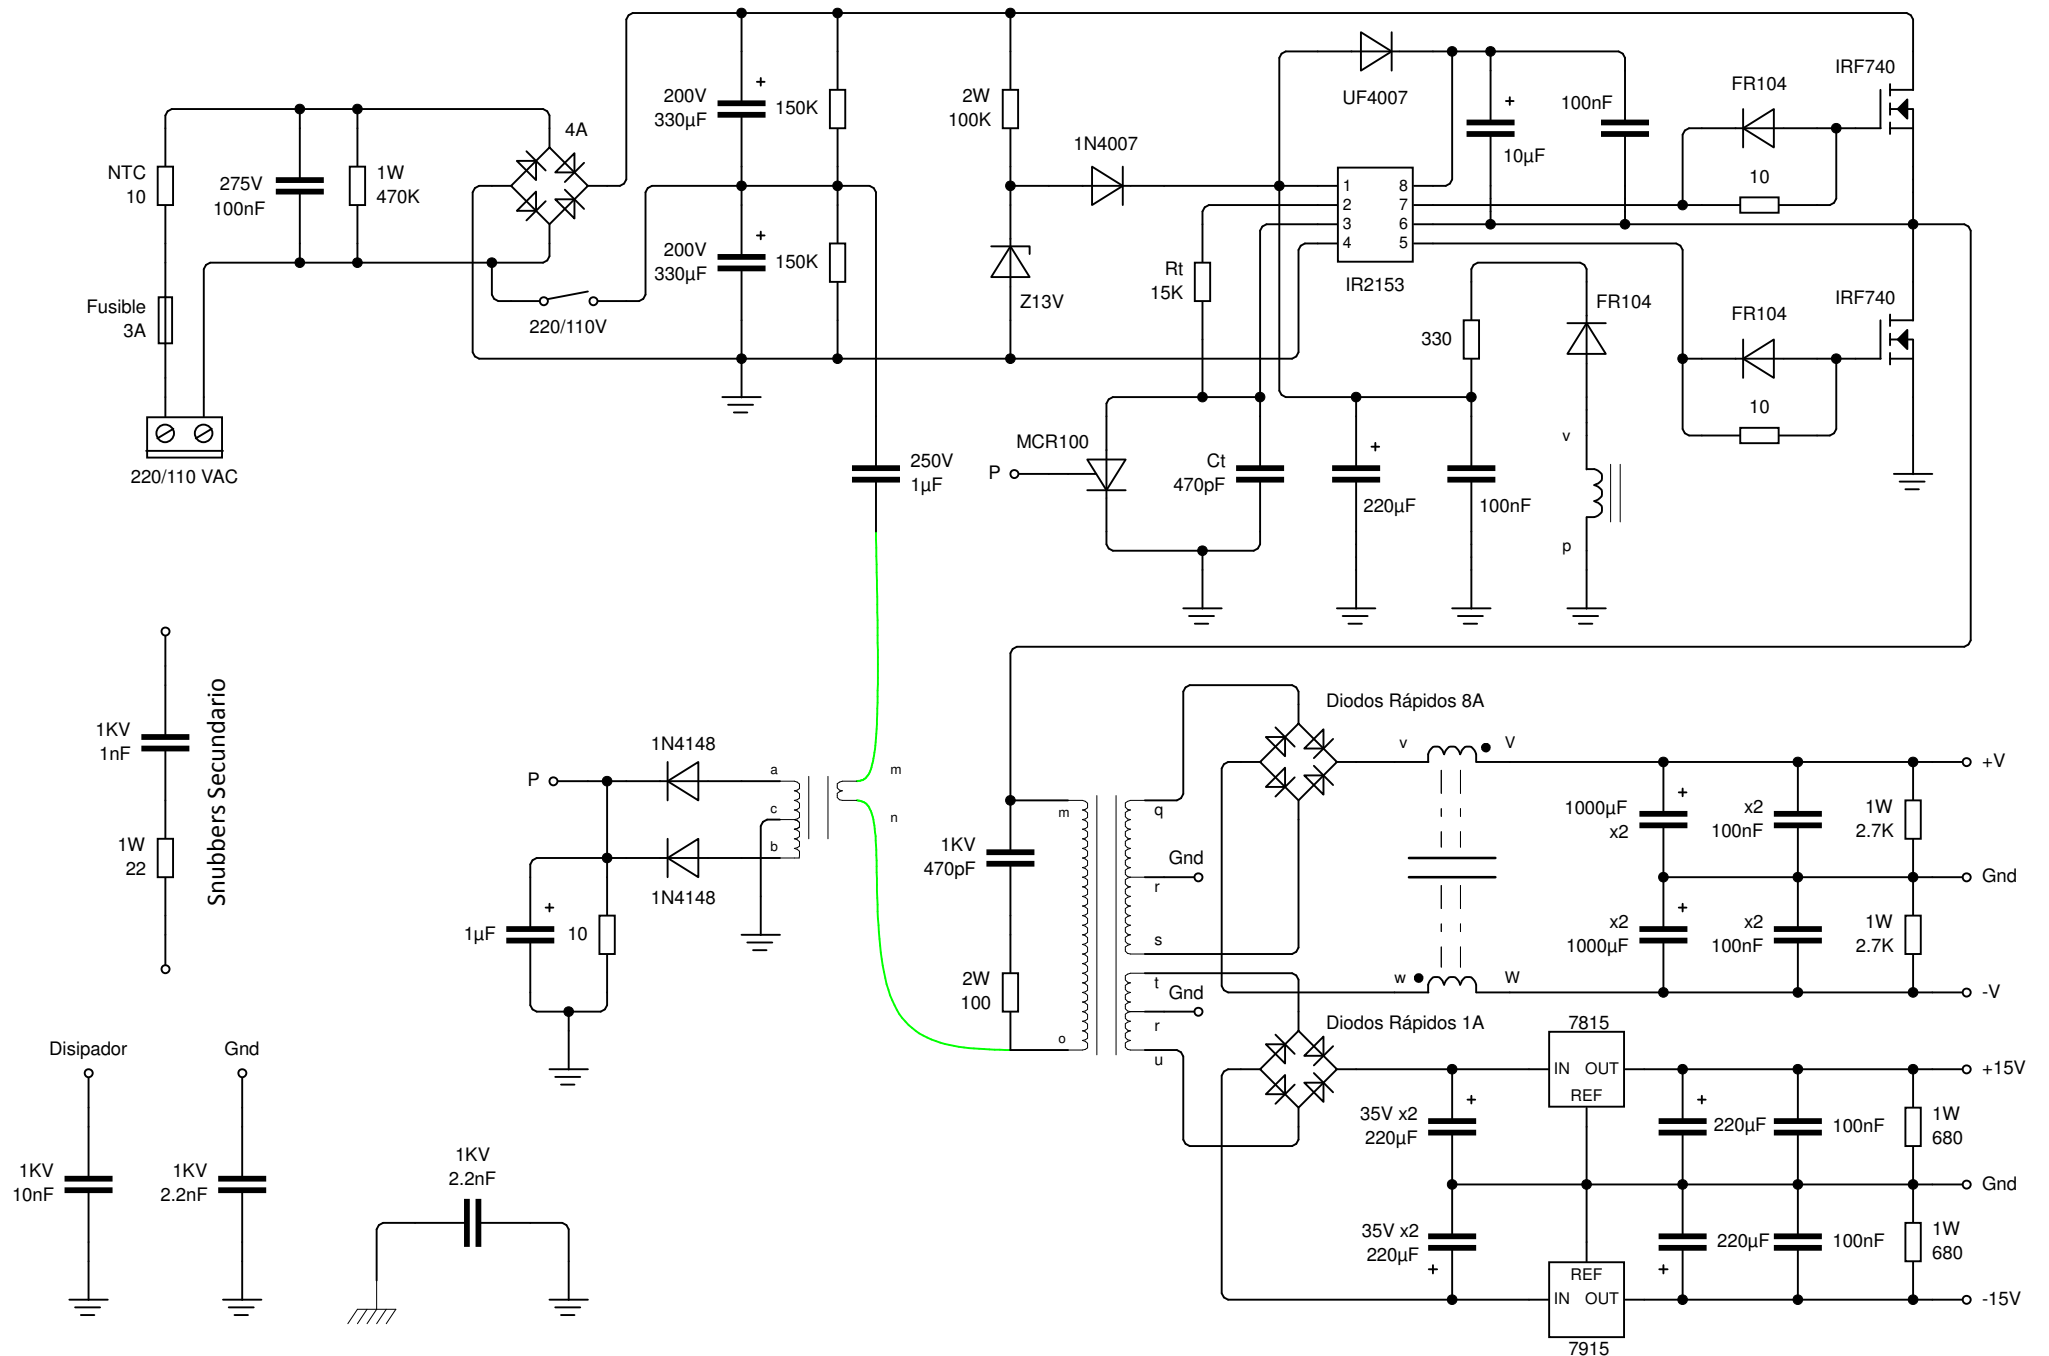 NTC
10
Fusible
3A
220/110 VAC
275V
100nF
1W
470K
4A
220/110V
+
200V
330µF
150K
+
200V
330µF
150K
2W
100K
Z13V
1N4007
UF4007
+
10µF
100nF
1
2
3
4
8
7
6
5
IR2153
FR104
10
IRF740
FR104
10
IRF740
Rt
15K
MCR100
P
Ct
470pF
+
220µF
330
100nF
FR104
v
p
250V
1µF
1KV
1nF
1W
22
Snubbers Secundario
P
1N4148
1N4148
+
1µF
10
a
c
b
m
n
1KV
470pF
2W
100
m
o
q
Gnd
r
s
t
Gnd
r
u
Diodos Rápidos 8A
v
V
w
W
+
1000µF
x2
x2
100nF
1W
2.7K
+
x2
1000µF
x2
100nF
1W
2.7K
+V
Gnd
-V
Diodos Rápidos 1A
7815
IN OUT
REF
35V x2
220µF
+
35V x2
220µF
+
REF
IN OUT
7915
+
220µF
100nF
1W
680
220µF
+
100nF
1W
680
+15V
Gnd
-15V
Disipador
1KV
10nF
Gnd
1KV
2.2nF
1KV
2.2nF